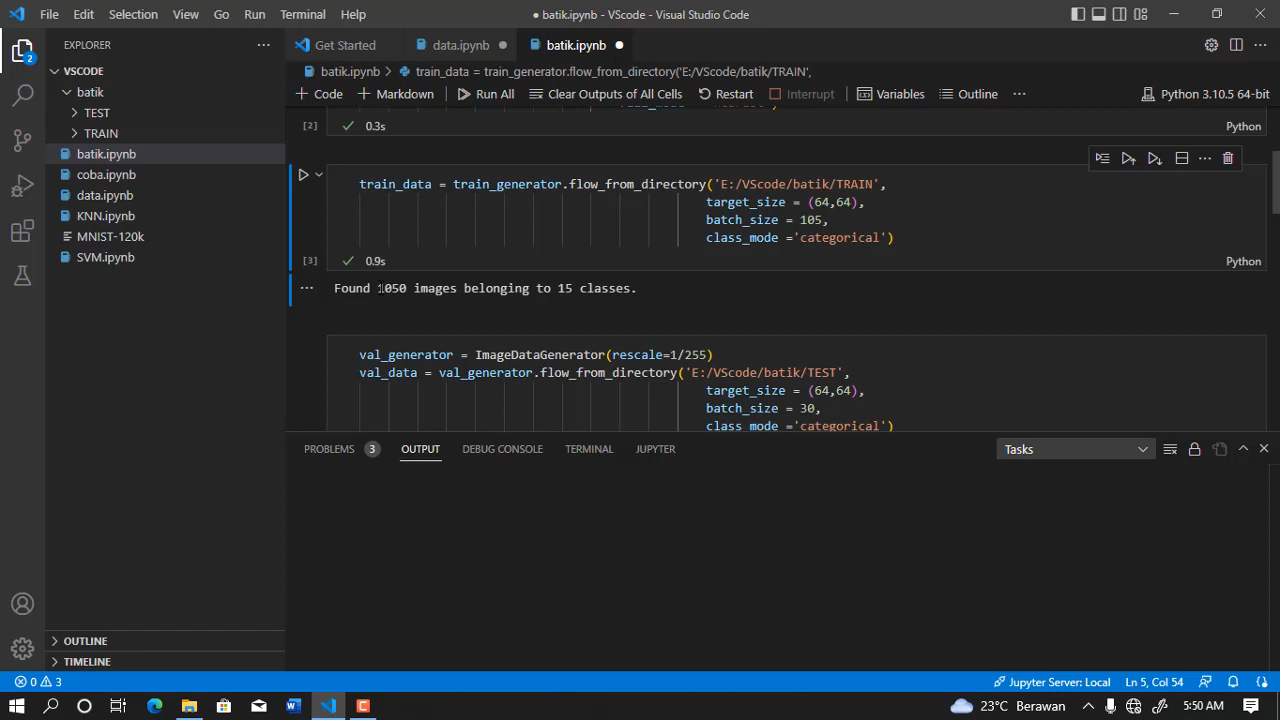 File Edit Selection View Go Run Terminal Help
● batik.ipynb - VScode - Visual Studio Code
EXPLORER
Get Started
data.ipynb
batik.ipynb
VSCODE
batik.ipynb > train_data = train_generator.flow_from_directory('E:/VScode/batik/TRAIN',
+ Code + Markdown Run All Clear Outputs of All Cells Restart Interrupt Variables Outline ... Python 3.10.5 64-bit
2
batik
TEST
TRAIN
batik.ipynb
coba.ipynb
data.ipynb
KNN.ipynb
MNIST-120k
SVM.ipynb
[2] 0.3s Python
train_data = train_generator.flow_from_directory('E:/VScode/batik/TRAIN',
target_size = (64,64),
batch_size = 105,
class_mode ='categorical')
[3] 0.9s Python
Found 1050 images belonging to 15 classes.
val_generator = ImageDataGenerator(rescale=1/255)
val_data = val_generator.flow_from_directory('E:/VScode/batik/TEST',
target_size = (64,64),
batch_size = 30,
class_mode ='categorical')
PROBLEMS 3 OUTPUT DEBUG CONSOLE TERMINAL JUPYTER Tasks
OUTLINE
TIMELINE
0 3 Jupyter Server: Local Ln 5, Col 54
23°C Berawan 5:50 AM